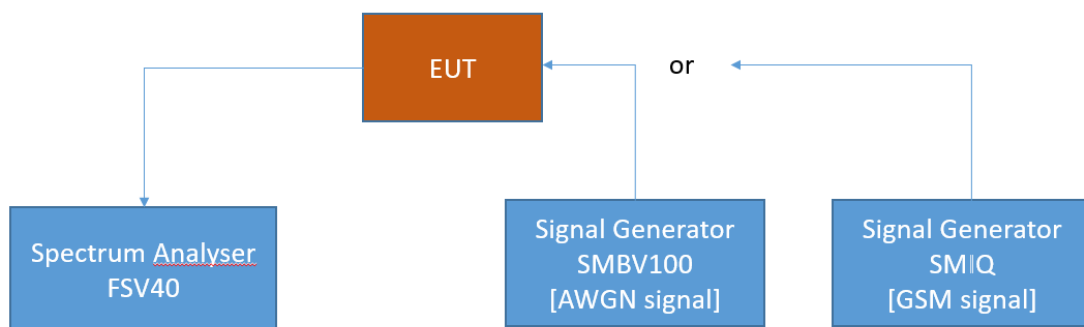 EUT
or
Spectrum Analyser
FSV40
Signal Generator
SMBV100
[AWGN signal]
Signal Generator
SMIQ
[GSM signal]